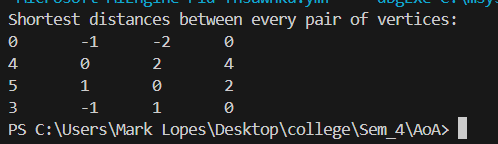 Shortest distances between every pair of vertices:
0 -1 -2 0
4 0 2 4
5 1 0 2
3 -1 1 0
PS C:\Users\Mark Lopes\Desktop\college\Sem_4\AoA>